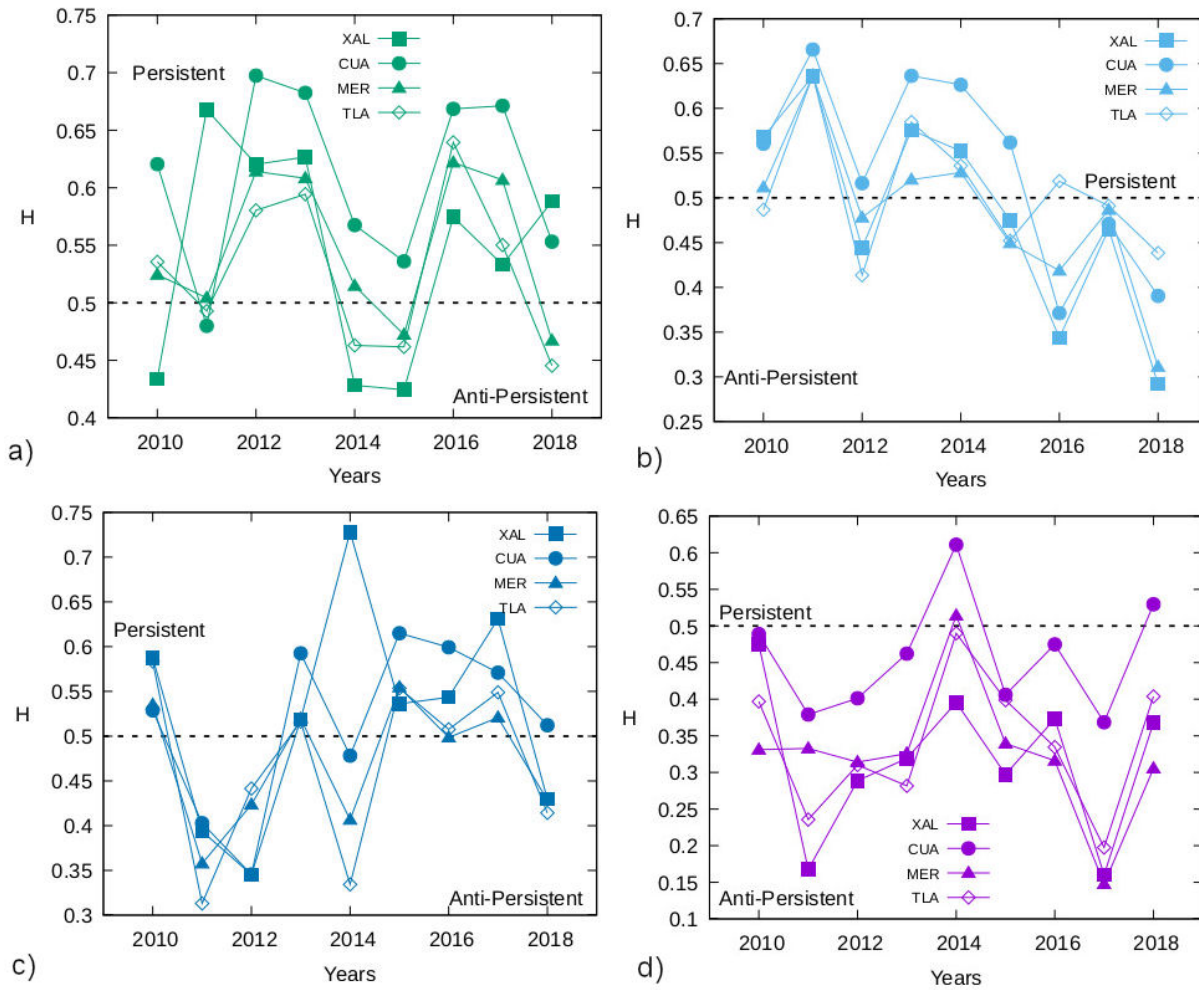 0.75
0.7
0.65
0.6
0.55
0.5
0.45
0.4
H
XAL
CUA
MER
TLA
Persistent
Anti-Persistent
2010 2012 2014 2016 2018
Years
a)
0.7
0.65
0.6
0.55
0.5
0.45
0.4
0.35
0.3
0.25
H
XAL
CUA
MER
TLA
Persistent
Anti-Persistent
2010 2012 2014 2016 2018
Years
b)
0.75
0.7
0.65
0.6
0.55
0.5
0.45
0.4
0.35
0.3
H
XAL
CUA
MER
TLA
Persistent
Anti-Persistent
2010 2012 2014 2016 2018
Years
c)
0.65
0.6
0.55
0.5
0.45
0.4
0.35
0.3
0.25
0.2
0.15
0.1
H
Persistent
XAL
CUA
MER
TLA
Anti-Persistent
2010 2012 2014 2016 2018
Years
d)